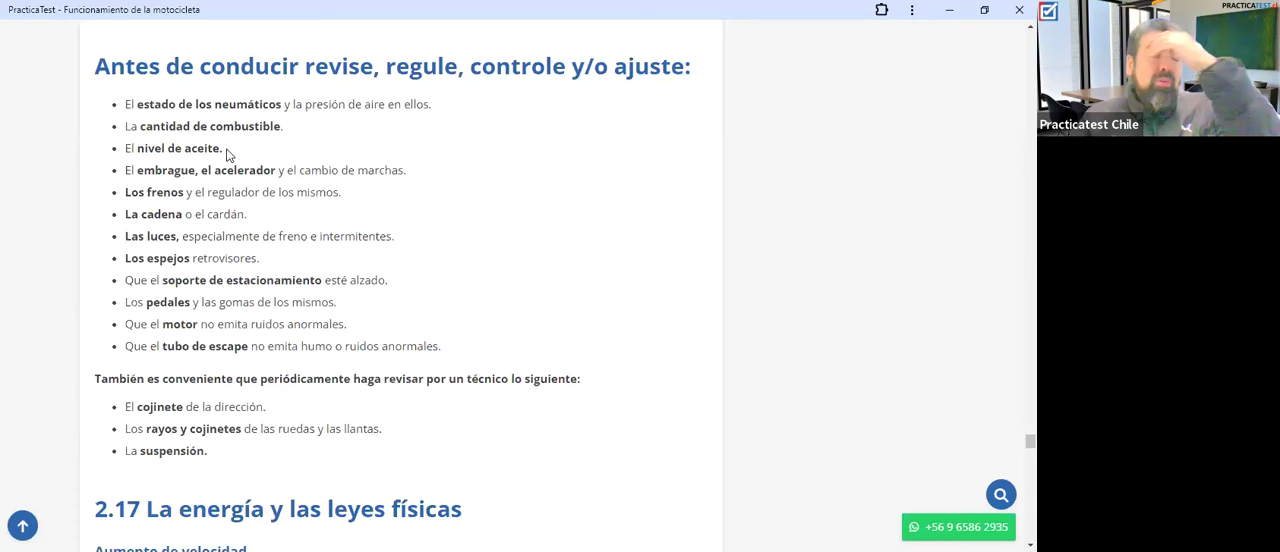 PracticaTest - Funcionamiento de la motocicleta
PRACTICATEST.cl
Antes de conducir revise, regule, controle y/o ajuste:
El estado de los neumáticos y la presión de aire en ellos.
La cantidad de combustible.
Practicatest Chile
El nivel de aceite.
El embrague, el acelerador y el cambio de marchas.
Los frenos y el regulador de los mismos.
La cadena o el cardán.
Las luces, especialmente de freno e intermitentes.
Los espejos retrovisores.
Que el soporte de estacionamiento esté alzado.
Los pedales y las gomas de los mismos.
Que el motor no emita ruidos anormales.
Que el tubo de escape no emita humo o ruidos anormales.
También es conveniente que periódicamente haga revisar por un técnico lo siguiente:
El cojinete de la dirección.
Los rayos y cojinetes de las ruedas y las llantas.
La suspensión.
2.17 La energía y las leyes físicas
+56 9 6586 2935
Aumento de velocidad